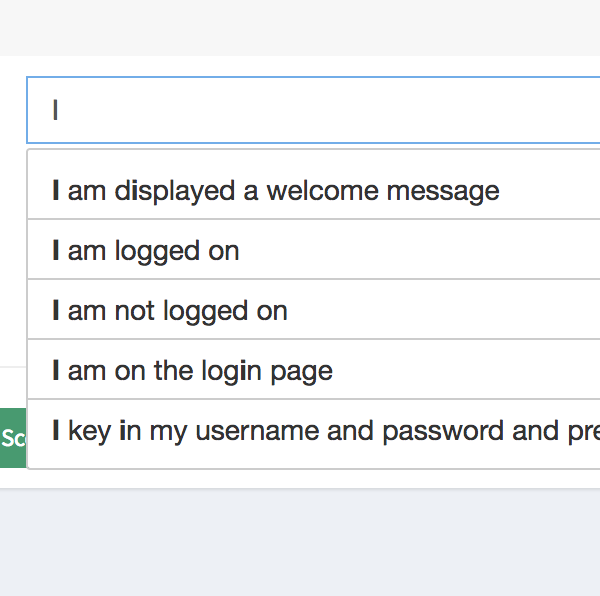 I
I am displayed a welcome message
I am logged on
I am not logged on
I am on the login page
I key in my username and password and pre
Sc